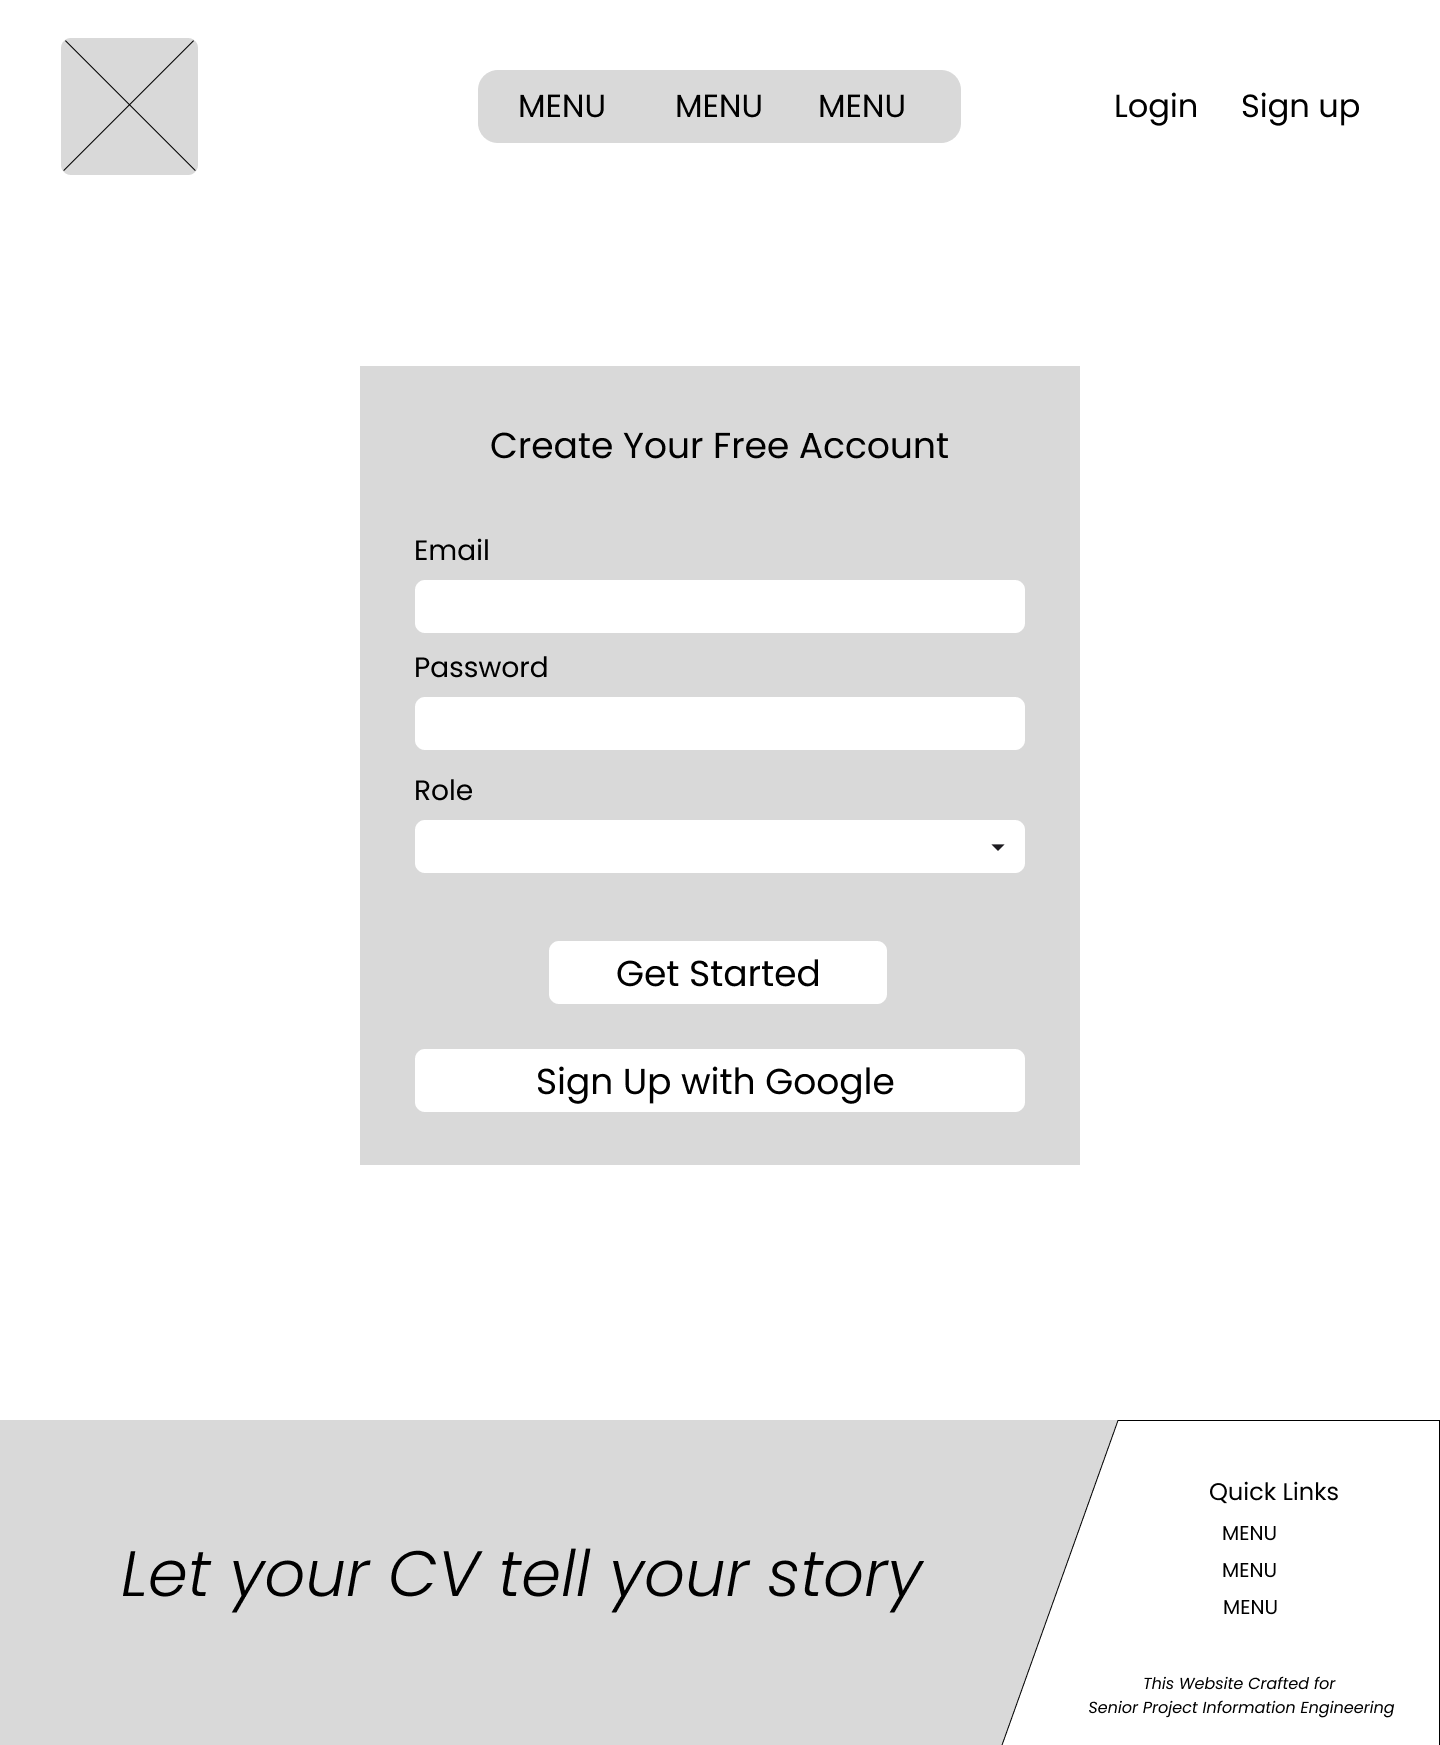 MENU MENU MENU Login Sign up
Create Your Free Account
Email
Password
Role
Get Started
Sign Up with Google
Let your CV tell your story
Quick Links
MENU
MENU
MENU
This Website Crafted for
Senior Project Information Engineering